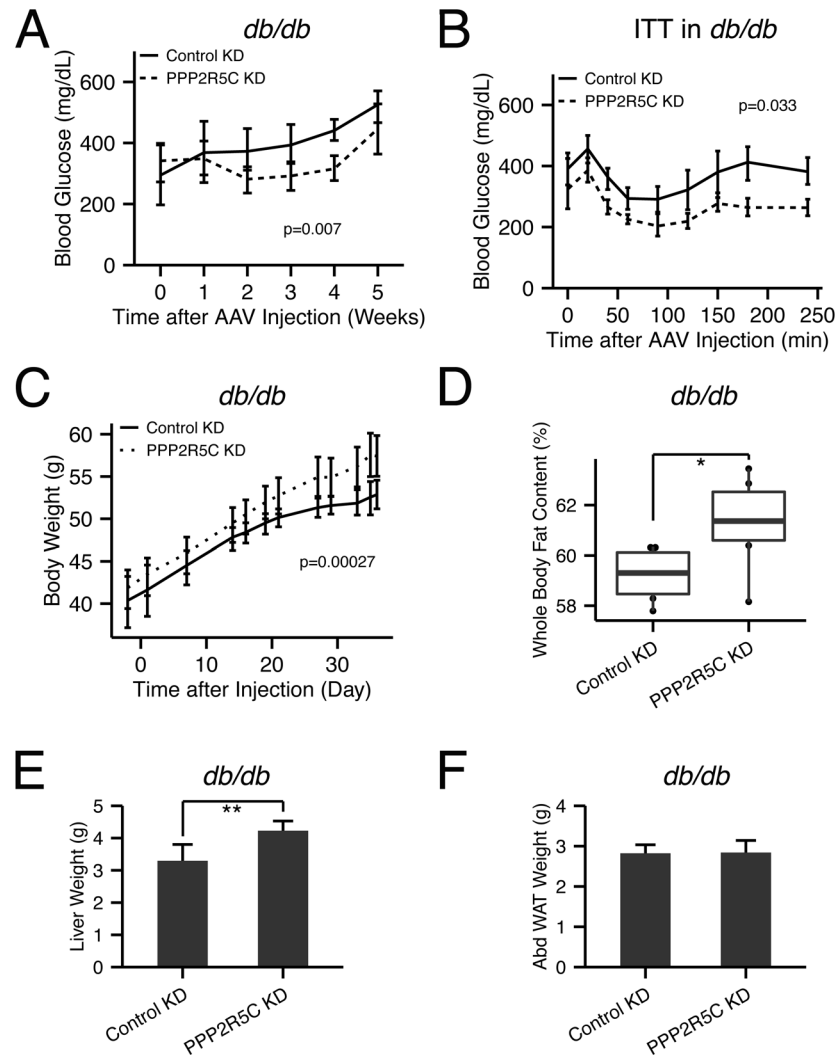 A
db/db
Control KD
PPP2R5C KD
Blood Glucose (mg/dL)
600
400
200
0
p=0.007
0 1 2 3 4 5
Time after AAV Injection (Weeks)
B
ITT in db/db
Control KD
PPP2R5C KD
Blood Glucose (mg/dL)
600
400
200
0
p=0.033
0 50 100 150 200 250
Time after AAV Injection (min)
C
db/db
Control KD
PPP2R5C KD
Body Weight (g)
60
55
50
45
40
p=0.00027
0 10 20 30
Time after Injection (Day)
D
db/db
Whole Body Fat Content (%)
*
62
60
58
Control KD
PPP2R5C KD
E
db/db
Liver Weight (g)
**
5
4
3
2
1
0
Control KD
PPP2R5C KD
F
db/db
Abd WAT Weight (g)
4
3
2
1
0
Control KD
PPP2R5C KD